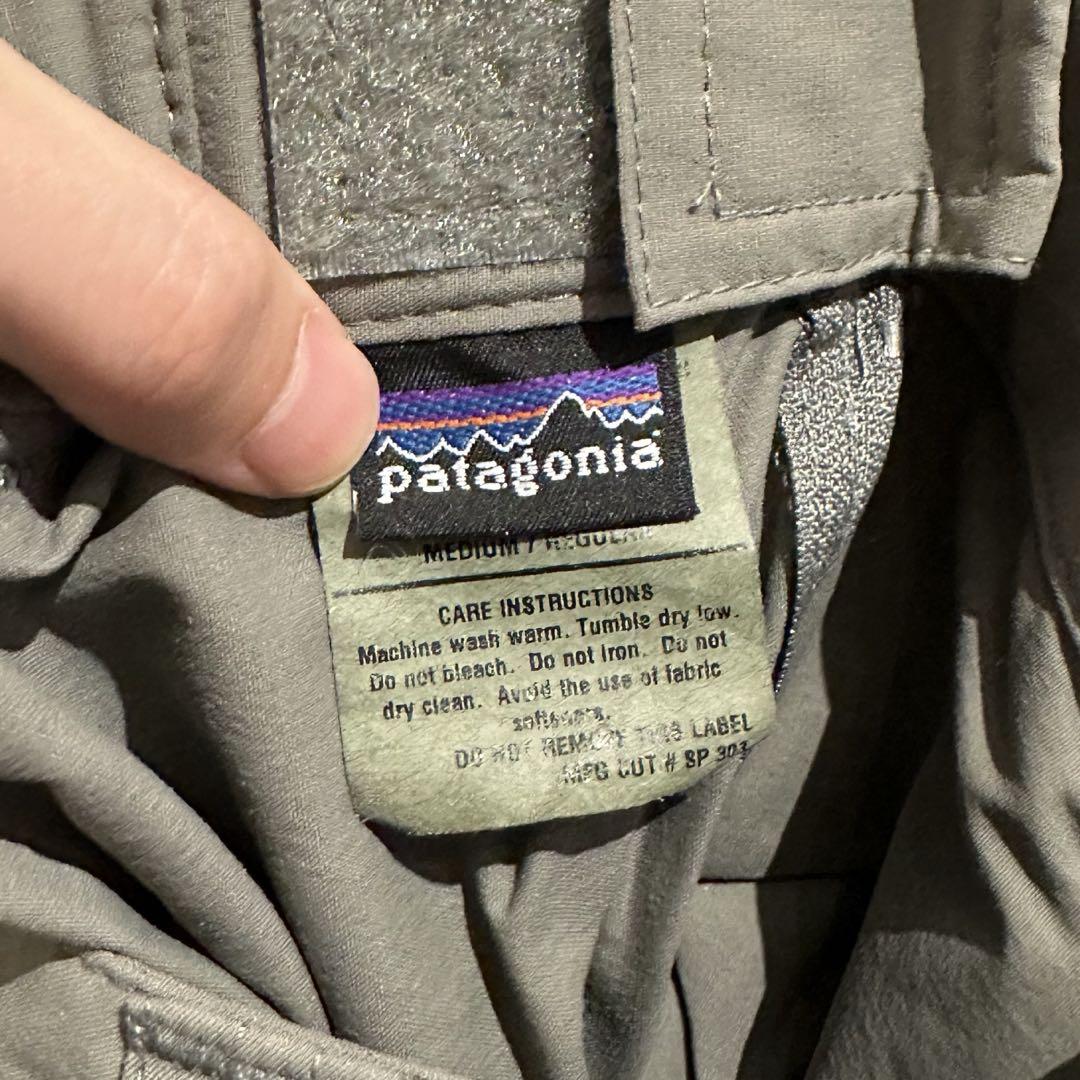 patagonia
MEDIUM / REGULAR
CARE INSTRUCTIONS
Machine wash warm. Tumble dry low.
Do not bleach. Do not iron. Do not
dry clean. Avoid the use of fabric
softeners.
DO NOT REMOVE THIS LABEL
MFG CUT # SP 303